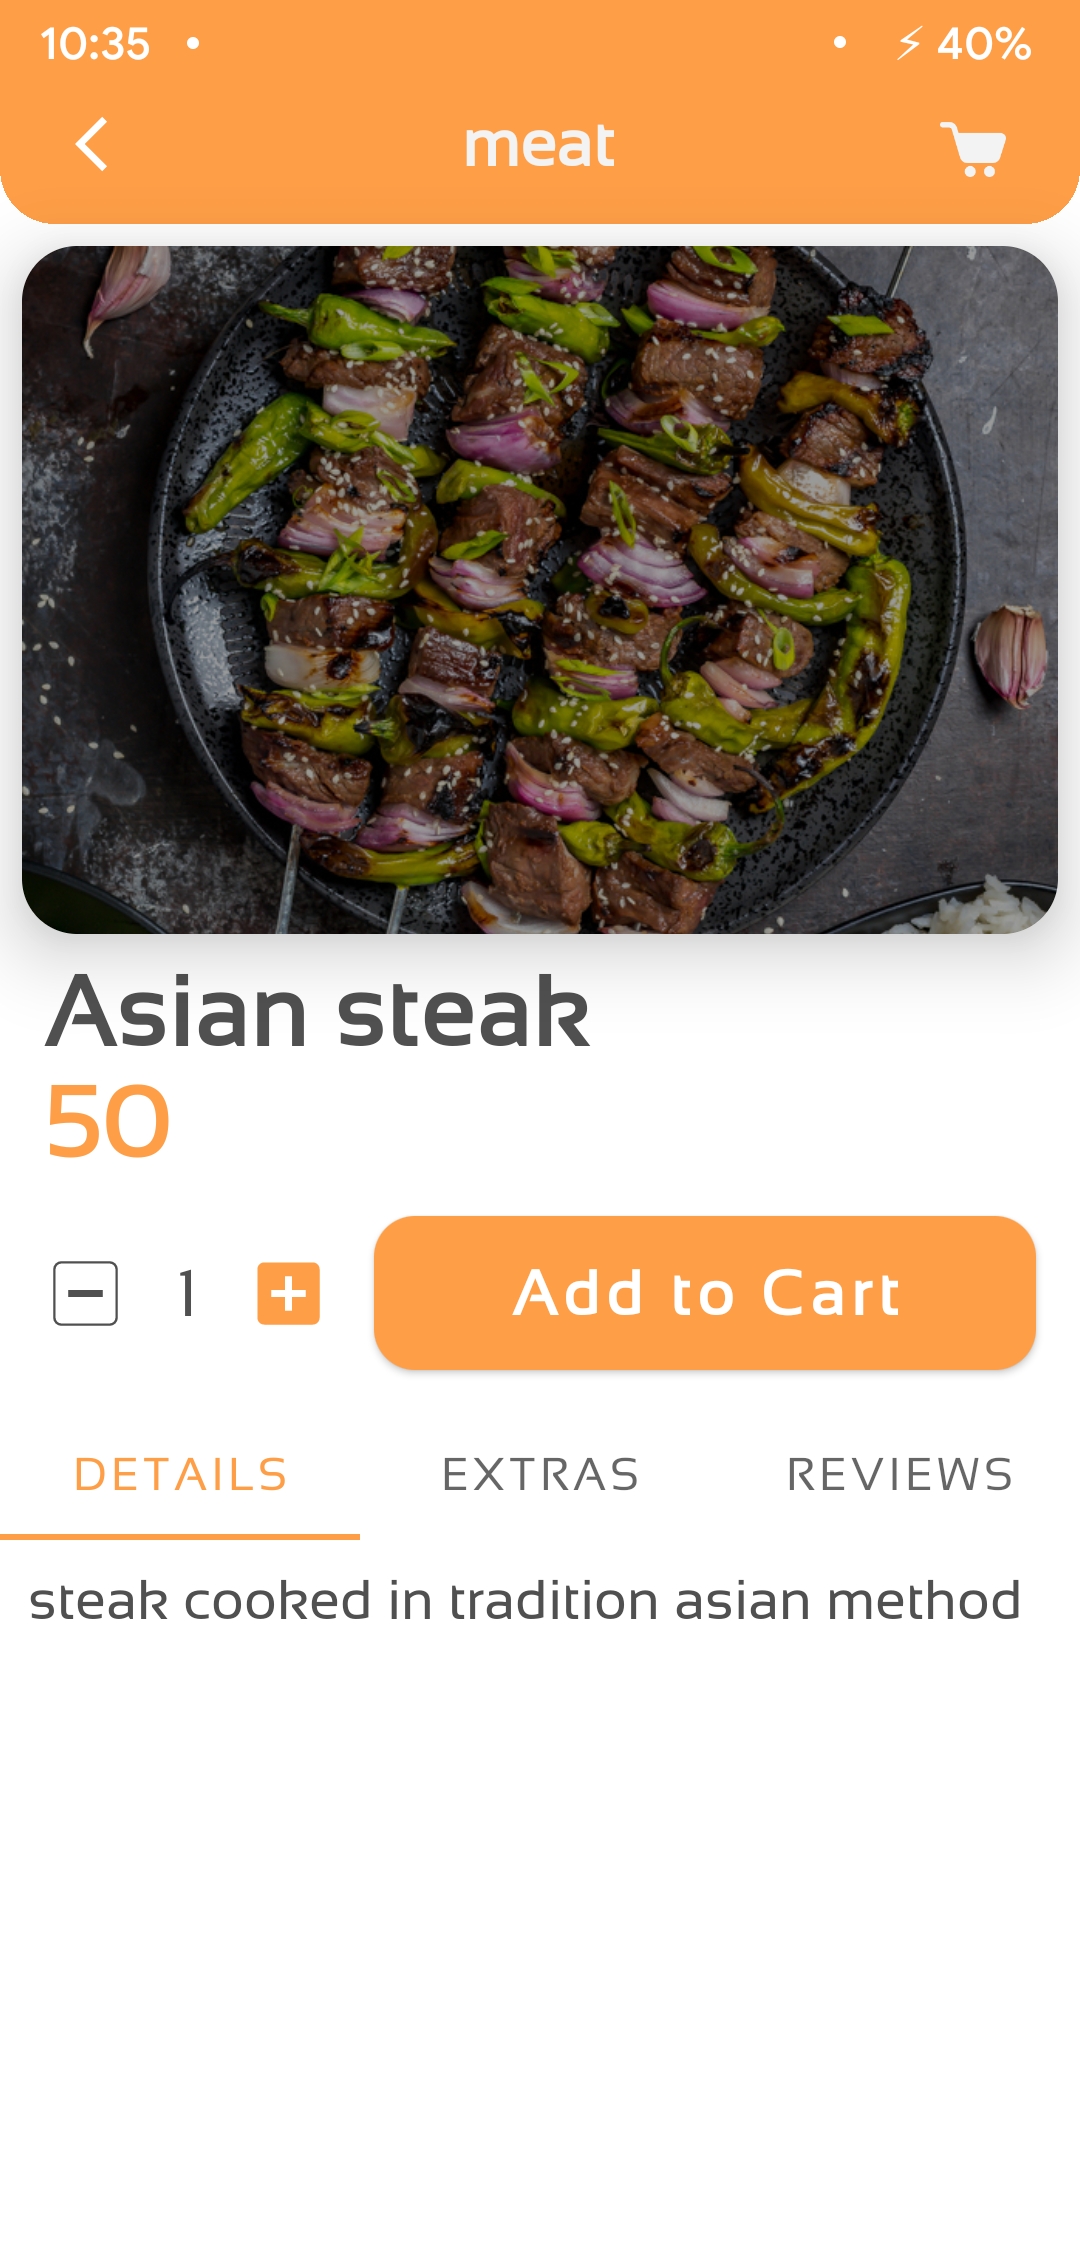 10:35
40%
meat
Asian steak
50
1
Add to Cart
DETAILS EXTRAS REVIEWS
steak cooked in tradition asian method